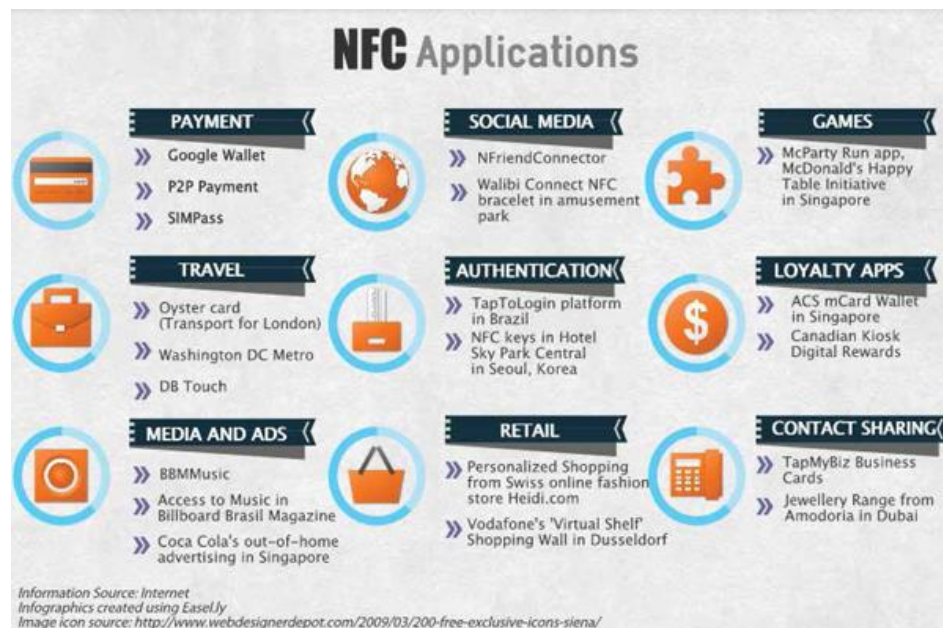 NFC Applications
PAYMENT
Google Wallet
P2P Payment
SIMPass
SOCIAL MEDIA
NFriendConnector
Walibi Connect NFC
bracelet in amusement
park
GAMES
McParty Run app,
McDonald's Happy
Table Initiative
in Singapore
TRAVEL
Oyster card
(Transport for London)
Washington DC Metro
DB Touch
AUTHENTICATION
TapToLogin platform
in Brazil
NFC keys in Hotel
Sky Park Central
in Seoul, Korea
LOYALTY APPS
ACS mCard Wallet
in Singapore
Canadian Kiosk
Digital Rewards
MEDIA AND ADS
BBMMusic
Access to Music in
Billboard Brasil Magazine
Coca Cola's out-of-home
advertising in Singapore
RETAIL
Personalized Shopping
from Swiss online fashion
store Heidi.com
Vodafone's 'Virtual Shelf'
Shopping Wall in Dusseldorf
CONTACT SHARING
TapMyBiz Business
Cards
Jewellery Range from
Amodoria in Dubai
Information Source: Internet
Infographics created using Easel.ly
Image icon source: http://www.webdesignerdepot.com/2009/03/200-free-exclusive-icons-siena/